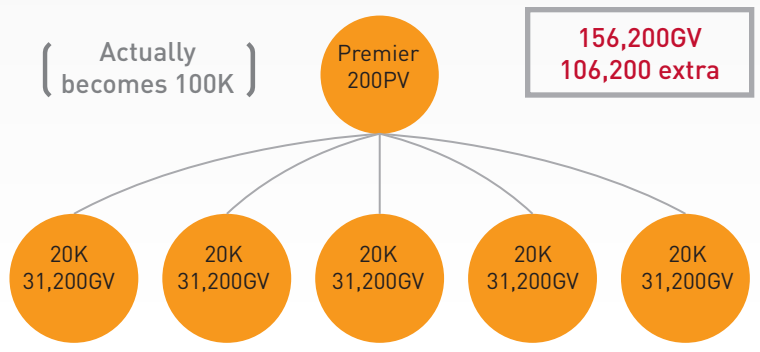 Actually
becomes 100K
Premier
200PV
156,200GV
106,200 extra
20K
31,200GV
20K
31,200GV
20K
31,200GV
20K
31,200GV
20K
31,200GV